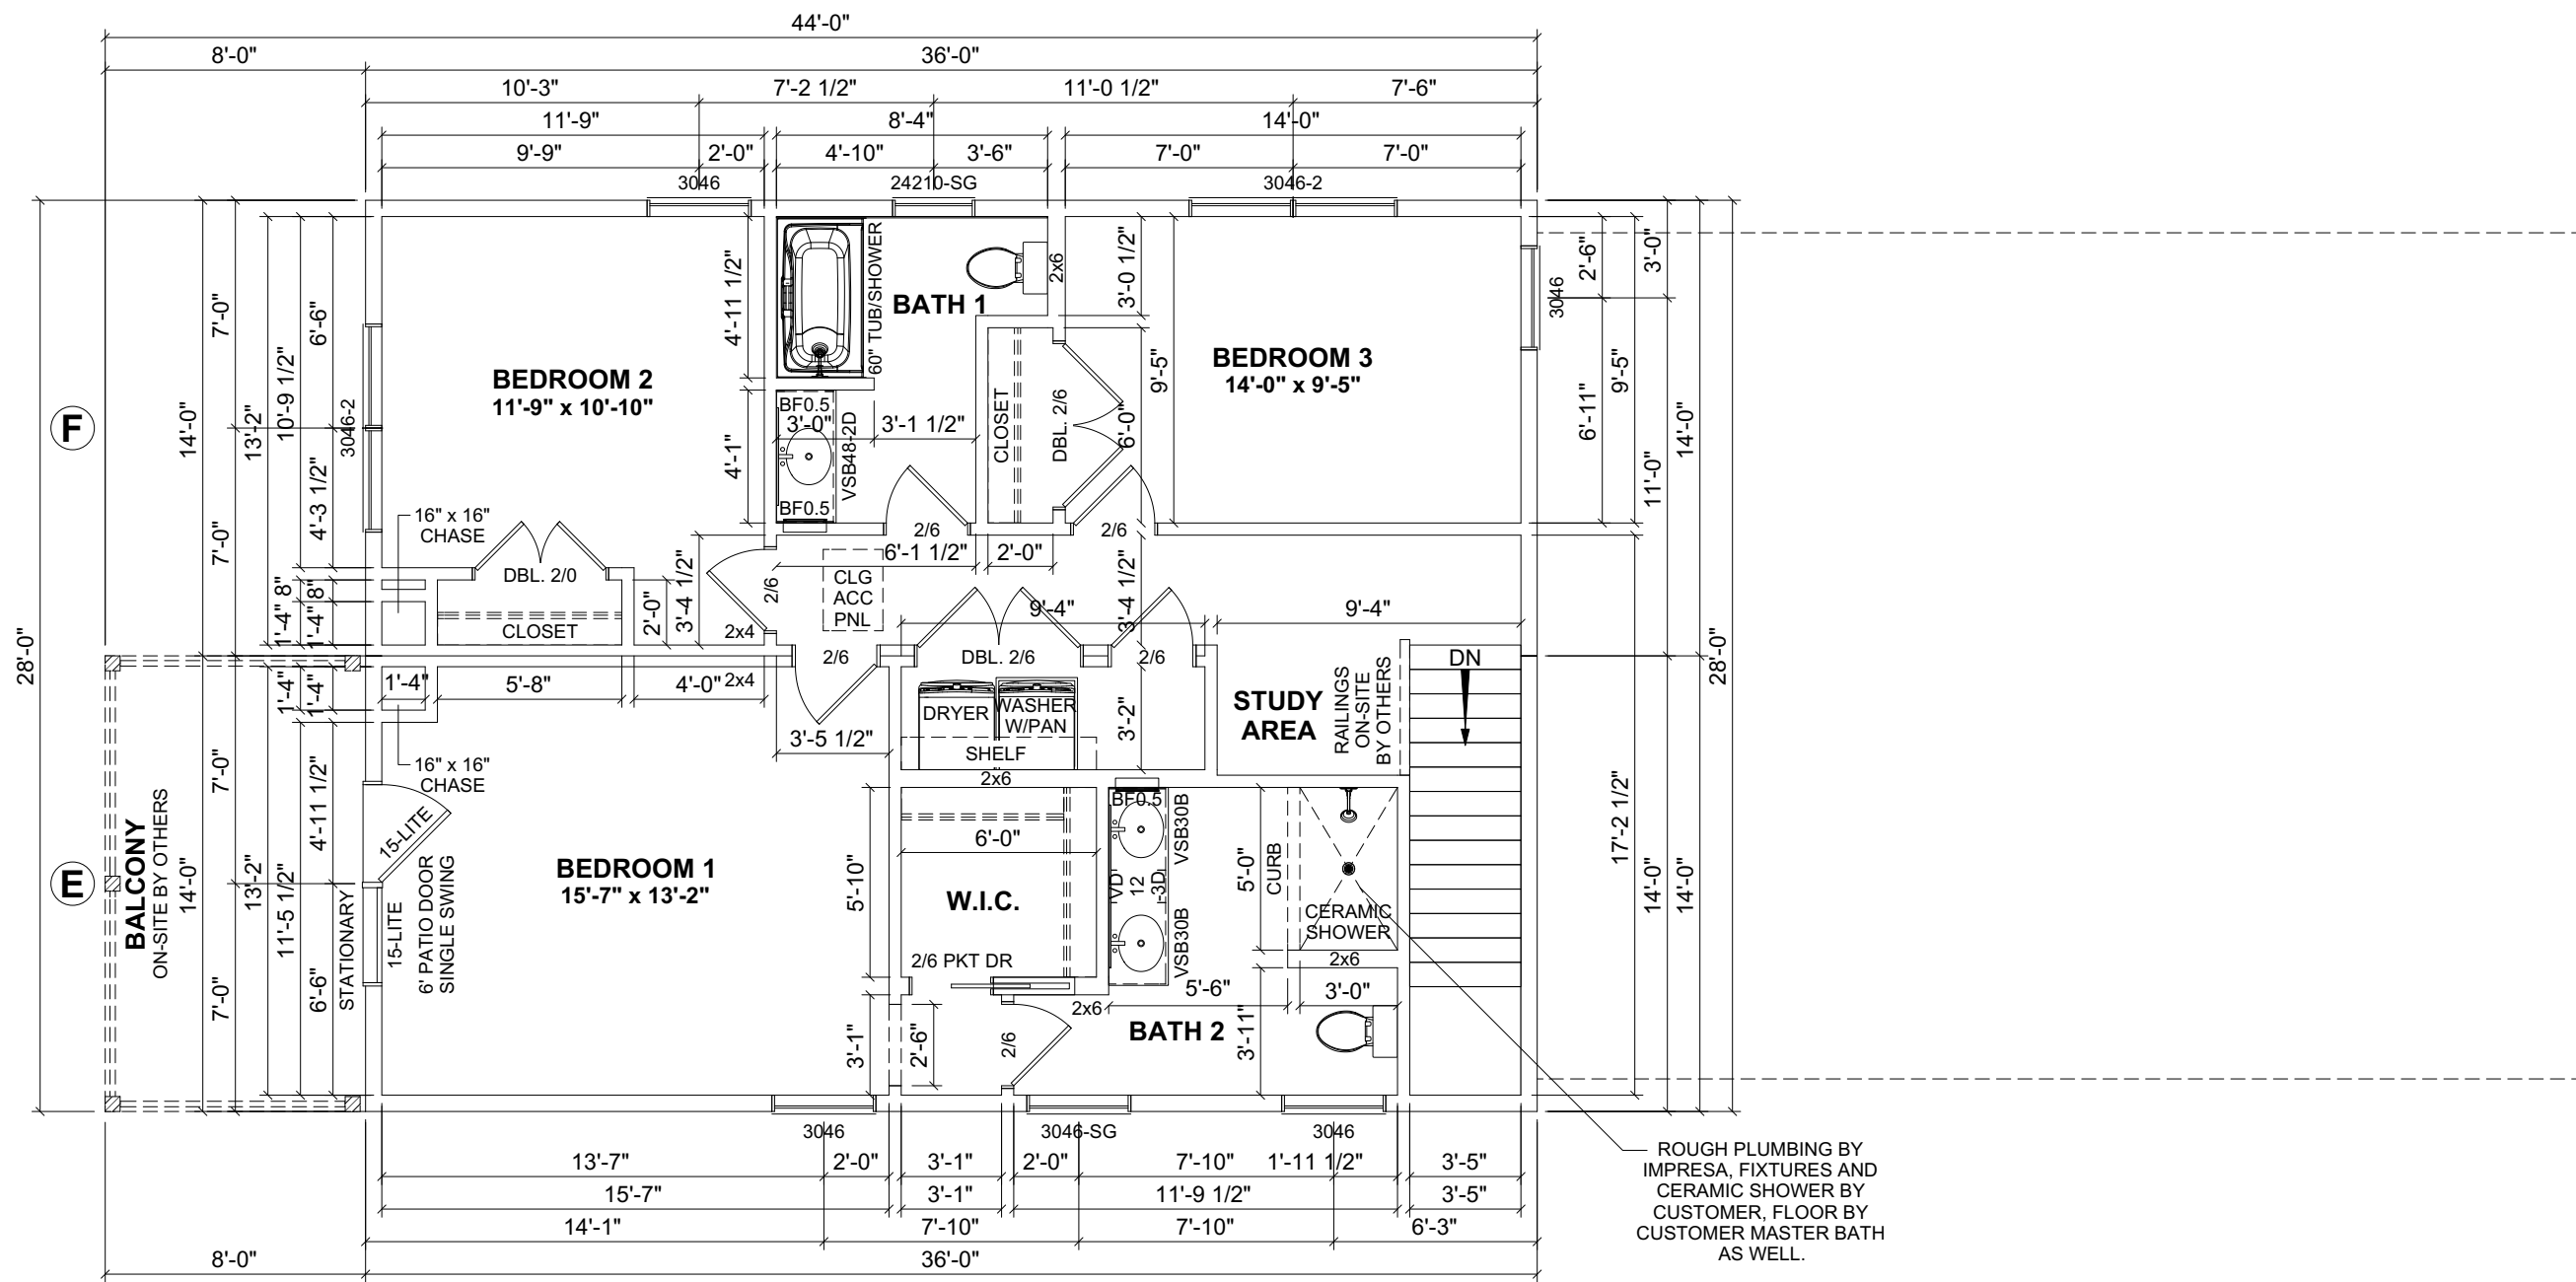 44'-0"
8'-0" 36'-0"
10'-3" 7'-2 1/2" 11'-0 1/2" 7'-6"
11'-9" 8'-4" 14'-0"
9'-9" 2'-0" 4'-10" 3'-6" 7'-0" 7'-0"
3046 24210-SG 3046-2
28'-0"
14'-0"
7'-0"
7'-0"
13'-2"
10'-9 1/2"
6'-6"
4'-3 1/2"
8"
1'-4"
8"
1'-4"
3046-2
F
BEDROOM 2
11'-9" x 10'-10"
16" x 16"
CHASE
DBL. 2/0
CLOSET
2'-0"
3'-4 1/2"
2x4
2/6
4'-11 1/2"
4'-1"
60" TUB/SHOWER
BATH 1
2x6
BF0.5
3'-0"
3'-1 1/2"
VSB48-2D
BF0.5
2/6
6'-1 1/2"
2'-0"
CLG
ACC
PNL
CLOSET
DBL. 2/6
3'-0 1/2"
6'-0"
9'-5"
3'-4 1/2"
2/6
BEDROOM 3
14'-0" x 9'-5"
3046
2'-6"
6'-11"
9'-5"
3'-0"
11'-0"
14'-0"
28'-0"
9'-4"
9'-4"
2/6
DBL. 2/6
2/6
DRYER
WASHER
W/PAN
SHELF
3'-2"
2x6
STUDY
AREA
RAILINGS
ON-SITE
BY OTHERS
DN
17'-2 1/2"
14'-0"
14'-0"
1'-4"
5'-8"
4'-0"
2x4
3'-5 1/2"
1'-4"
1'-4"
16" x 16"
CHASE
E
BALCONY
ON-SITE BY OTHERS
14'-0"
7'-0"
7'-0"
13'-2"
11'-5 1/2"
4'-11 1/2"
6'-6"
STATIONARY
15-LITE
15-LITE
6' PATIO DOOR
SINGLE SWING
BEDROOM 1
15'-7" x 13'-2"
5'-10"
3'-1"
2'-6"
6'-0"
W.I.C.
2/6 PKT DR
2/6
2x6
BF0.5
VSB30B
VD
12
-3D
VSB30B
5'-0"
CURB
CERAMIC
SHOWER
2x6
5'-6"
3'-0"
BATH 2
3'-11"
3046 3046-SG 3046
13'-7" 2'-0" 3'-1" 2'-0" 7'-10" 1'-11 1/2" 3'-5"
15'-7" 3'-1" 11'-9 1/2" 3'-5"
14'-1" 7'-10" 7'-10" 6'-3"
8'-0" 36'-0"
ROUGH PLUMBING BY
IMPRESA, FIXTURES AND
CERAMIC SHOWER BY
CUSTOMER, FLOOR BY
CUSTOMER MASTER BATH
AS WELL.